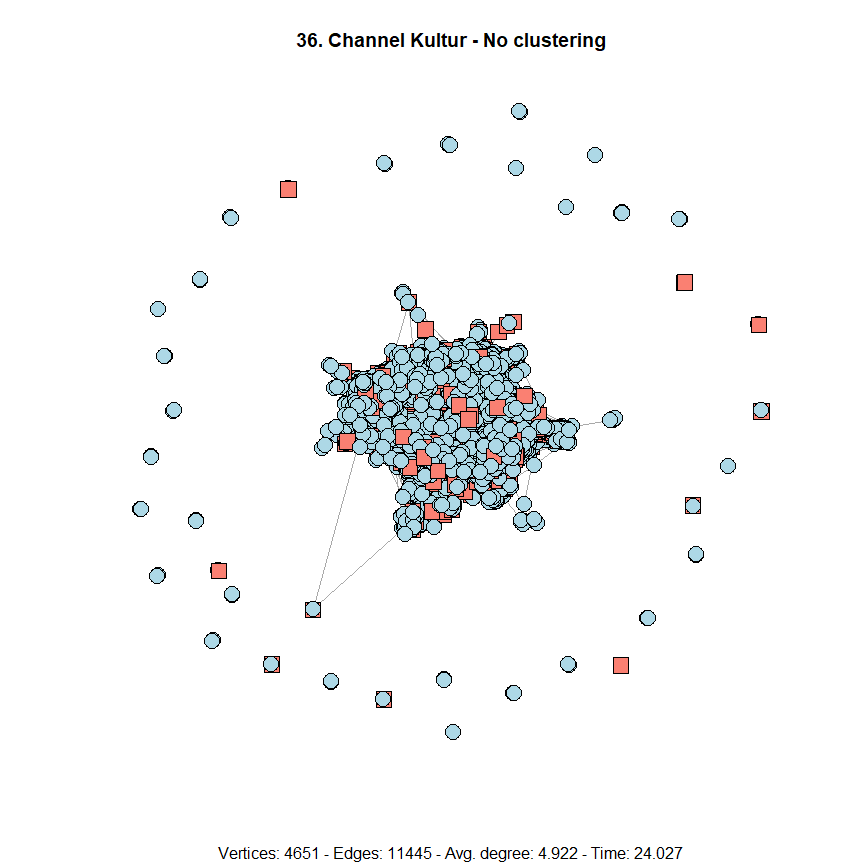 36. Channel Kultur - No clustering
Vertices: 4651 - Edges: 11445 - Avg. degree: 4.922 - Time: 24.027